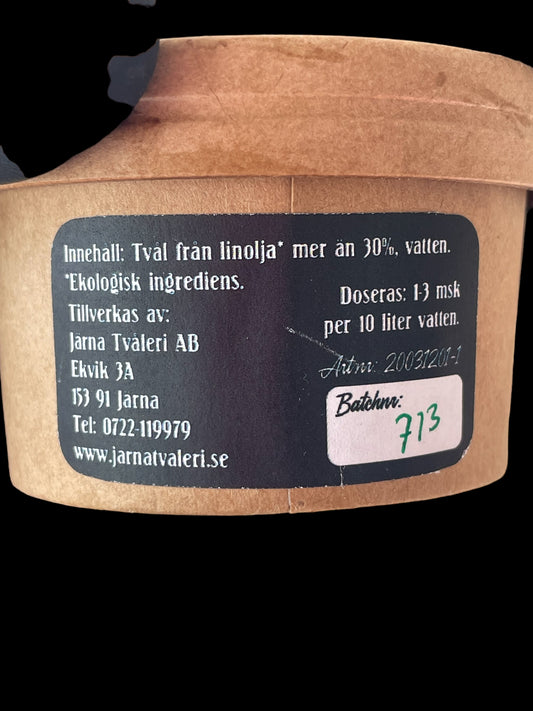 Innehåll: Tvål från linolja* mer än 30%, vatten.
*Ekologisk ingrediens.
Tillverkas av:
Järna Tvåleri AB
Ekvik 3A
153 91 Järna
Tel: 0722-119979
www.jarnatvaleri.se
Doseras: 1-3 msk
per 10 liter vatten.
Artnr: 20031201-1
Batchnr:
713